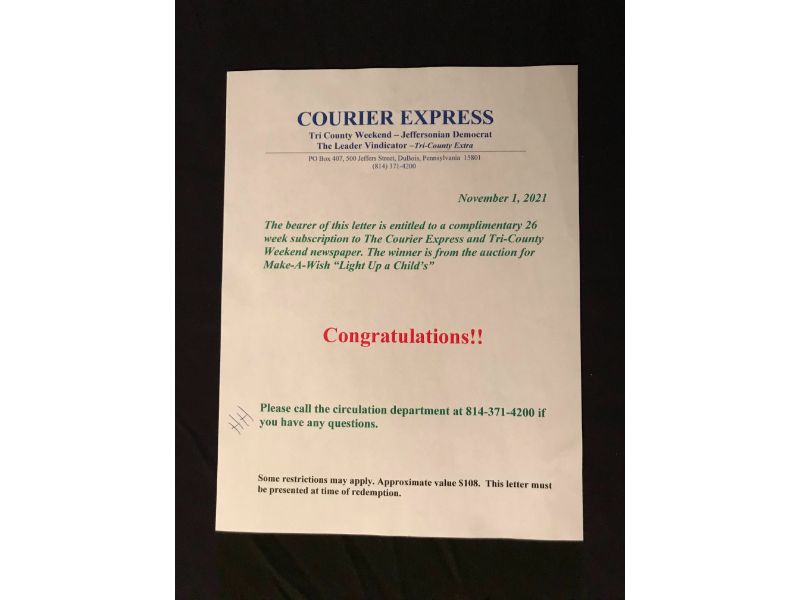 COURIER EXPRESS
Tri County Weekend – Jeffersonian Democrat
The Leader Vindicator –Tri-County Extra
PO Box 407, 500 Jeffers Street, DuBois, Pennsylvania 15801
(814) 371-4200
November 1, 2021
The bearer of this letter is entitled to a complimentary 26
week subscription to The Courier Express and Tri-County
Weekend newspaper. The winner is from the auction for
Make-A-Wish “Light Up a Child’s”
Congratulations!!
HH
Please call the circulation department at 814-371-4200 if
you have any questions.
Some restrictions may apply. Approximate value $108. This letter must
be presented at time of redemption.